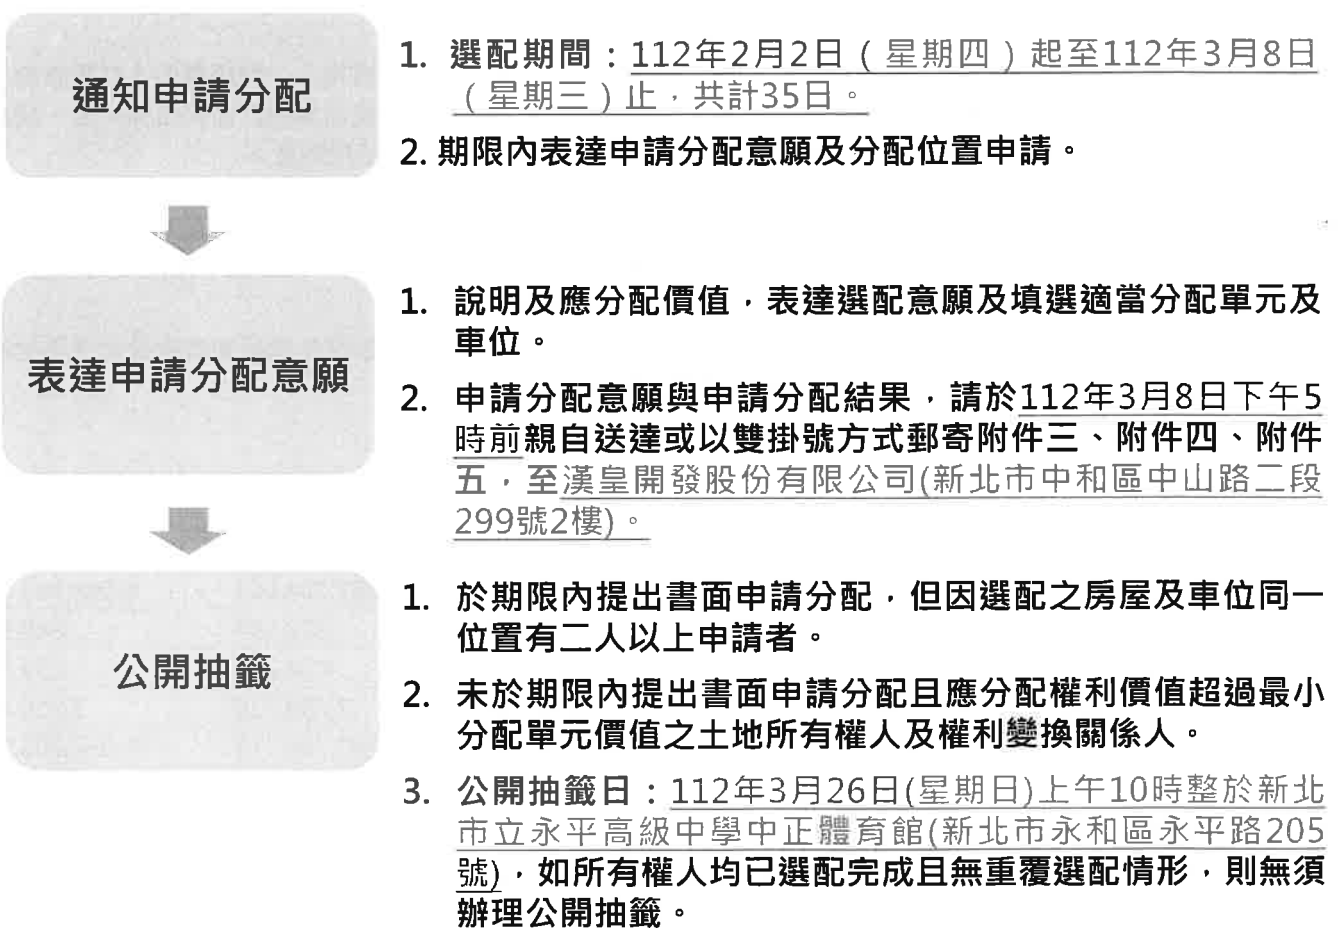 通知申請分配
1. 選配期間：112年2月2日（星期四）起至112年3月8日
（星期三）止，共計35日。
2. 期限內表達申請分配意願及分配位置申請。
表達申請分配意願
1. 說明及應分配價值，表達選配意願及填選適當分配單元及
車位。
2. 申請分配意願與申請分配結果，請於112年3月8日下午5
時前親自送達或以雙掛號方式郵寄附件三、附件四、附件
五，至漢皇開發股份有限公司(新北市中和區中山路二段
299號2樓)。
公開抽籤
1. 於期限內提出書面申請分配，但因選配之房屋及車位同一
位置有二人以上申請者。
2. 未於期限內提出書面申請分配且應分配權利價值超過最小
分配單元價值之土地所有權人及權利變換關係人。
3. 公開抽籤日：112年3月26日(星期日)上午10時整於新北
市立永平高級中學中正體育館(新北市永和區永平路205
號)，如所有權人均已選配完成且無重覆選配情形，則無須
辦理公開抽籤。